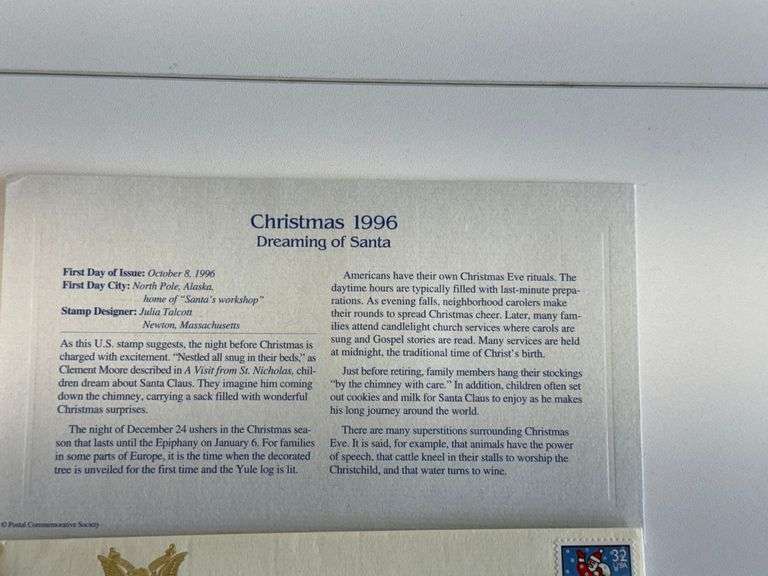 Christmas 1996
Dreaming of Santa
First Day of Issue: October 8, 1996
First Day City: North Pole, Alaska,
home of "Santa's workshop"
Stamp Designer: Julia Talcott
Newton, Massachusetts
As this U.S. stamp suggests, the night before Christmas is
charged with excitement. "Nestled all snug in their beds," as
Clement Moore described in A Visit from St. Nicholas, chil-
dren dream about Santa Claus. They imagine him coming
down the chimney, carrying a sack filled with wonderful
Christmas surprises.
The night of December 24 ushers in the Christmas sea-
son that lasts until the Epiphany on January 6. For families
in some parts of Europe, it is the time when the decorated
tree is unveiled for the first time and the Yule log is lit.
Americans have their own Christmas Eve rituals. The
daytime hours are typically filled with last-minute prepa-
rations. As evening falls, neighborhood carolers make
their rounds to spread Christmas cheer. Later, many fam-
ilies attend candlelight church services where carols are
sung and Gospel stories are read. Many services are held
at midnight, the traditional time of Christ's birth.
Just before retiring, family members hang their stockings
"by the chimney with care." In addition, children often set
out cookies and milk for Santa Claus to enjoy as he makes
his long journey around the world.
There are many superstitions surrounding Christmas
Eve. It is said, for example, that animals have the power
of speech, that cattle kneel in their stalls to worship the
Christchild, and that water turns to wine.
© Postal Commemorative Society
32
USA